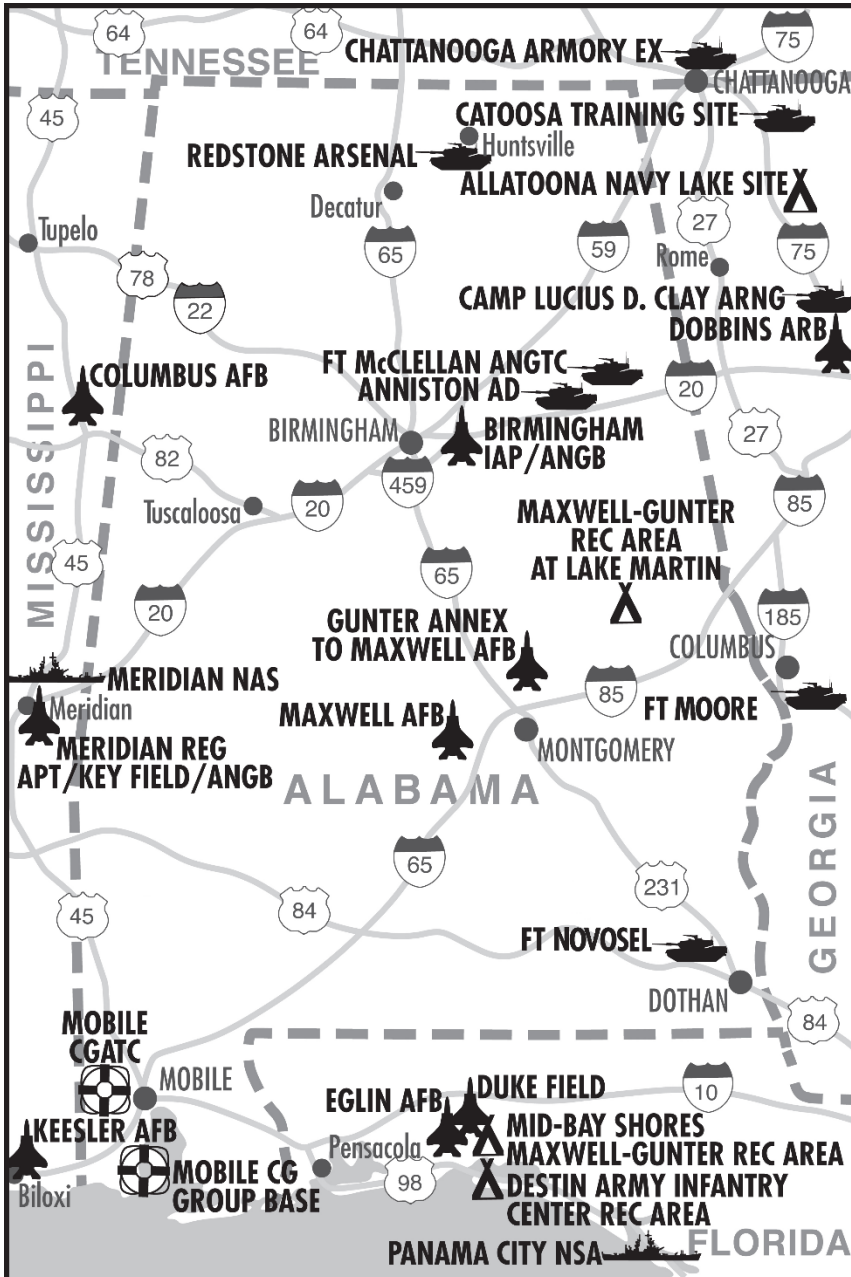 64
64
75
CHATTANOOGA ARMORY EX
TENNESSEE
CHATTANOOGA
45
CATOOSA TRAINING SITE
Huntsville
REDSTONE ARSENAL
ALLATOONA NAVY LAKE SITE
Decatur
27
Tupelo
65
59
75
Rome
78
22
CAMP LUCIUS D. CLAY ARNG
DOBBINS ARB
MISSISSIPPI
COLUMBUS AFB
FT McCLELLAN ANGTC
ANNISTON AD
20
BIRMINGHAM
BIRMINGHAM
IAP/ANGB
27
82
459
Tuscaloosa
20
85
MAXWELL-GUNTER
REC AREA
AT LAKE MARTIN
45
65
20
185
GUNTER ANNEX
TO MAXWELL AFB
COLUMBUS
MERIDIAN NAS
85
Meridian
MAXWELL AFB
FT MOORE
MERIDIAN REG
APT/KEY FIELD/ANGB
MONTGOMERY
ALABAMA
GEORGIA
65
231
45
84
FT NOVOSEL
DOTHAN
84
MOBILE
CGATC
MOBILE
EGLIN AFB
DUKE FIELD
10
KEESLER AFB
MID-BAY SHORES
MAXWELL-GUNTER REC AREA
Pensacola
Biloxi
MOBILE CG
GROUP BASE
98
DESTIN ARMY INFANTRY
CENTER REC AREA
PANAMA CITY NSA
FLORIDA